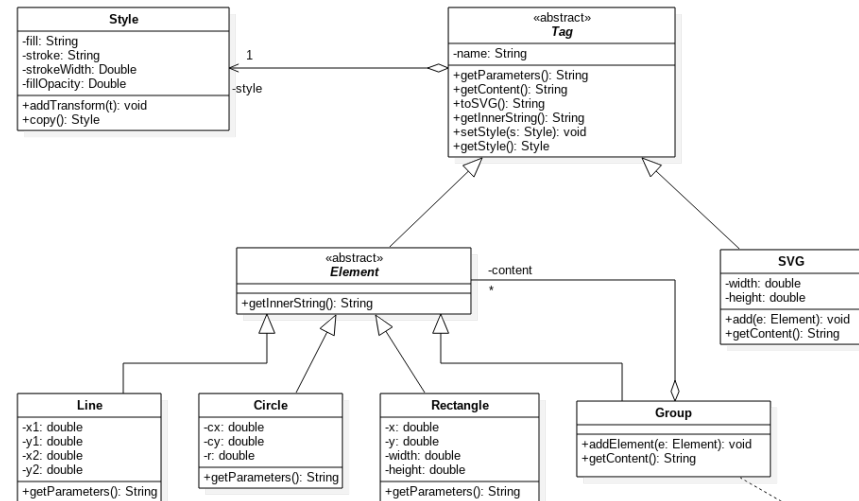 Style
-fill: String
-stroke: String
-strokeWidth: Double
-fillOpacity: Double
+addTransform(t): void
+copy(): Style
1
-style
«abstract»
Tag
-name: String
+getParameters(): String
+getContent(): String
+toSVG(): String
+getInnerString(): String
+setStyle(s: Style): void
+getStyle(): Style
«abstract»
Element
+getInnerString(): String
-content
*
SVG
-width: double
-height: double
+add(e: Element): void
+getContent(): String
Line
-x1: double
-y1: double
-x2: double
-y2: double
+getParameters(): String
Circle
-cx: double
-cy: double
-r: double
+getParameters(): String
Rectangle
-x: double
-y: double
-width: double
-height: double
+getParameters(): String
Group
+addElement(e: Element): void
+getContent(): String